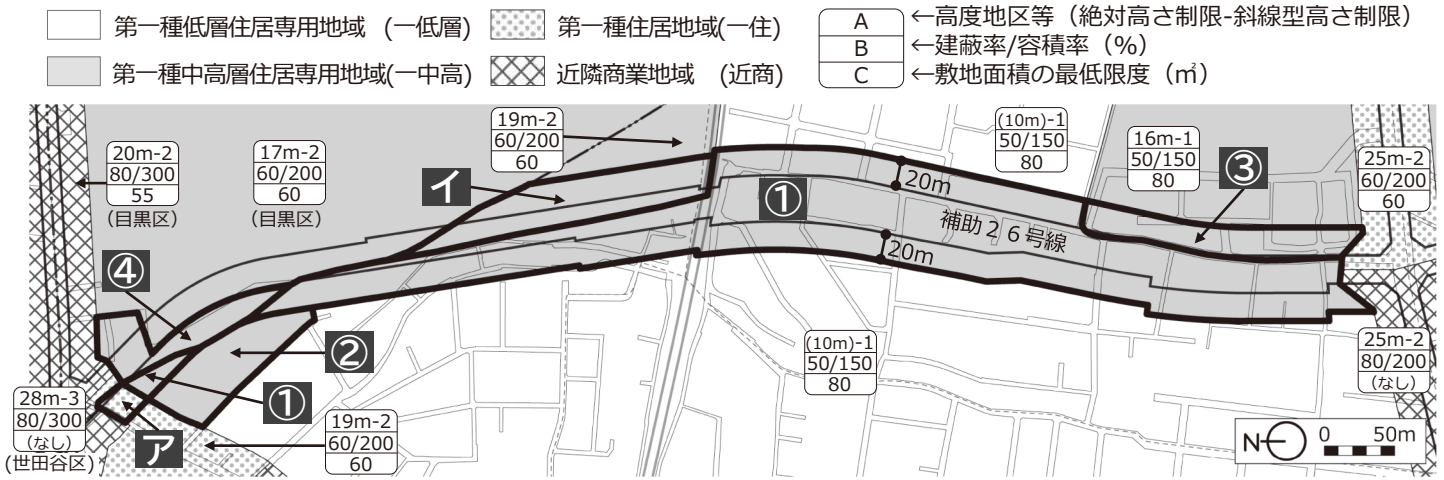 第一種低層住居専用地域 (一低層)
第一種住居地域(一住)
第一種中高層住居専用地域(一中高)
近隣商業地域 (近商)
A
←高度地区等（絶対高さ制限-斜線型高さ制限）
B
←建蔽率/容積率（%）
C
←敷地面積の最低限度（㎡）
20m-2
80/300
55
(目黒区)
17m-2
60/200
60
(目黒区)
19m-2
60/200
60
(10m)-1
50/150
80
16m-1
50/150
80
25m-2
60/200
60
イ
①
③
20m
補助２６号線
20m
④
②
①
ア
28m-3
80/300
(なし)
(世田谷区)
19m-2
60/200
60
(10m)-1
50/150
80
25m-2
80/200
(なし)
N
0 50m